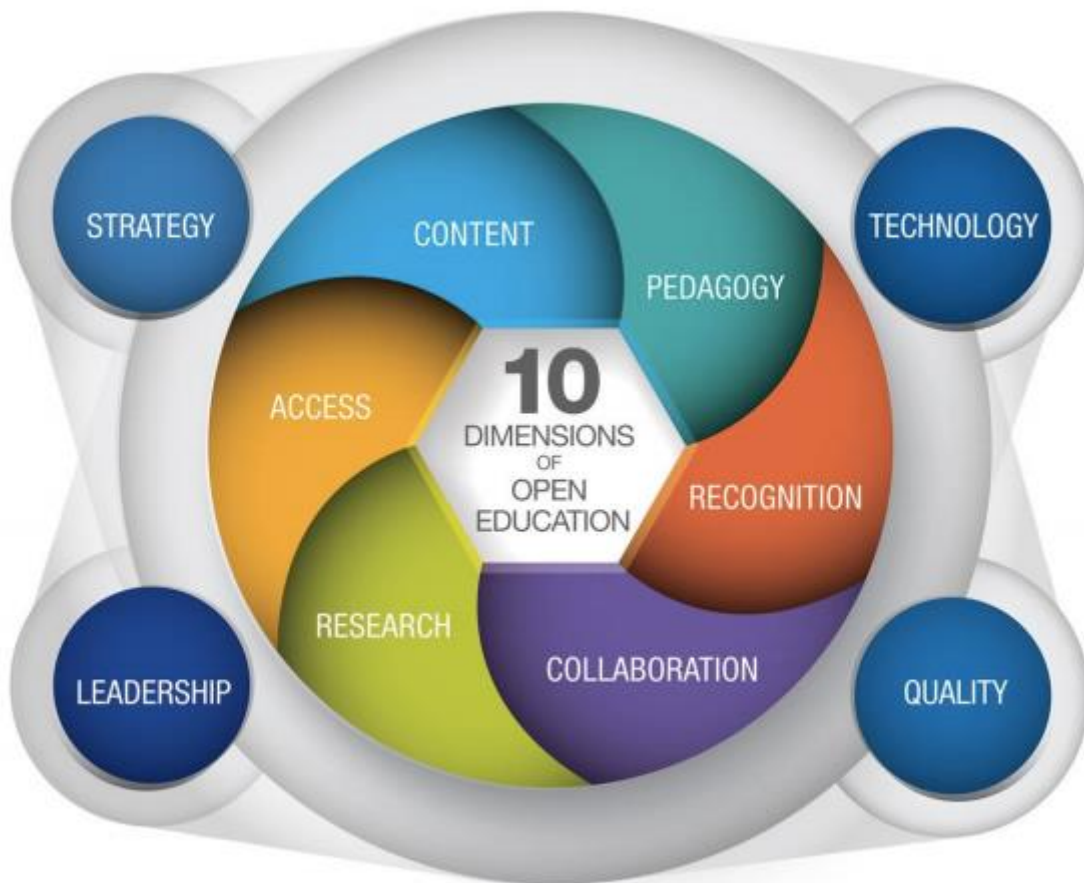 STRATEGY
TECHNOLOGY
CONTENT
PEDAGOGY
ACCESS
10
DIMENSIONS
OF
OPEN
EDUCATION
RECOGNITION
RESEARCH
COLLABORATION
LEADERSHIP
QUALITY